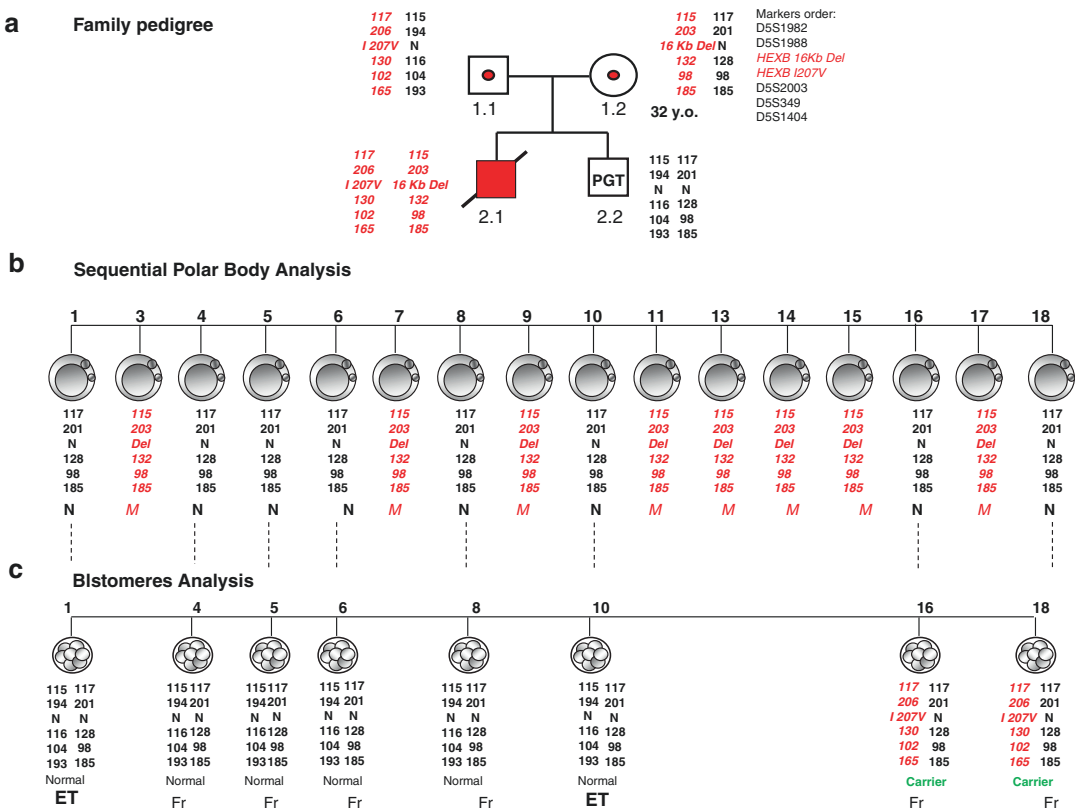 a Family pedigree
117 115 115 117 Markers order:
206 194 203 201 D5S1982
I 207V N 16 Kb Del N D5S1988
130 116 132 128 HEXB 16Kb Del
102 104 98 98 HEXB I207V
165 193 185 185 D5S2003
1.1 1.2 32 y.o. D5S349
D5S1404
117 115 115 117
206 203 194 201
I 207V 16 Kb Del PGT N N
130 132 116 128
102 98 104 98
165 185 193 185
2.1 2.2
b Sequential Polar Body Analysis
1 3 4 5 6 7 8 9 10 11 13 14 15 16 17 18
117 115 117 117 117 115 117 115 117 115 115 115 115 117 115 117
201 203 201 201 201 203 201 203 201 203 203 203 203 201 203 201
N Del N N N Del N Del N Del Del Del Del N Del N
128 132 128 128 128 132 128 132 128 132 132 132 132 128 132 128
98 98 98 98 98 98 98 98 98 98 98 98 98 98 98 98
185 185 185 185 185 185 185 185 185 185 185 185 185 185 185 185
N M N N N M N M N M M M M N M N
c Blstomeres Analysis
1 4 5 6 8 10 16 18
115 117 115 117 115 117 115 117 115 117 115 117 117 117 117 117
194 201 194 201 194 201 194 201 194 201 194 201 206 201 206 201
N N N N N N N N N N N N I 207V N I 207V N
116 128 116 128 116 128 116 128 116 128 116 128 130 128 130 128
104 98 104 98 104 98 104 98 104 98 104 98 102 98 102 98
193 185 193 185 193 185 193 185 193 185 193 185 165 185 165 185
Normal Normal Normal Normal Normal Normal Carrier Carrier
ET Fr Fr Fr Fr ET Fr Fr